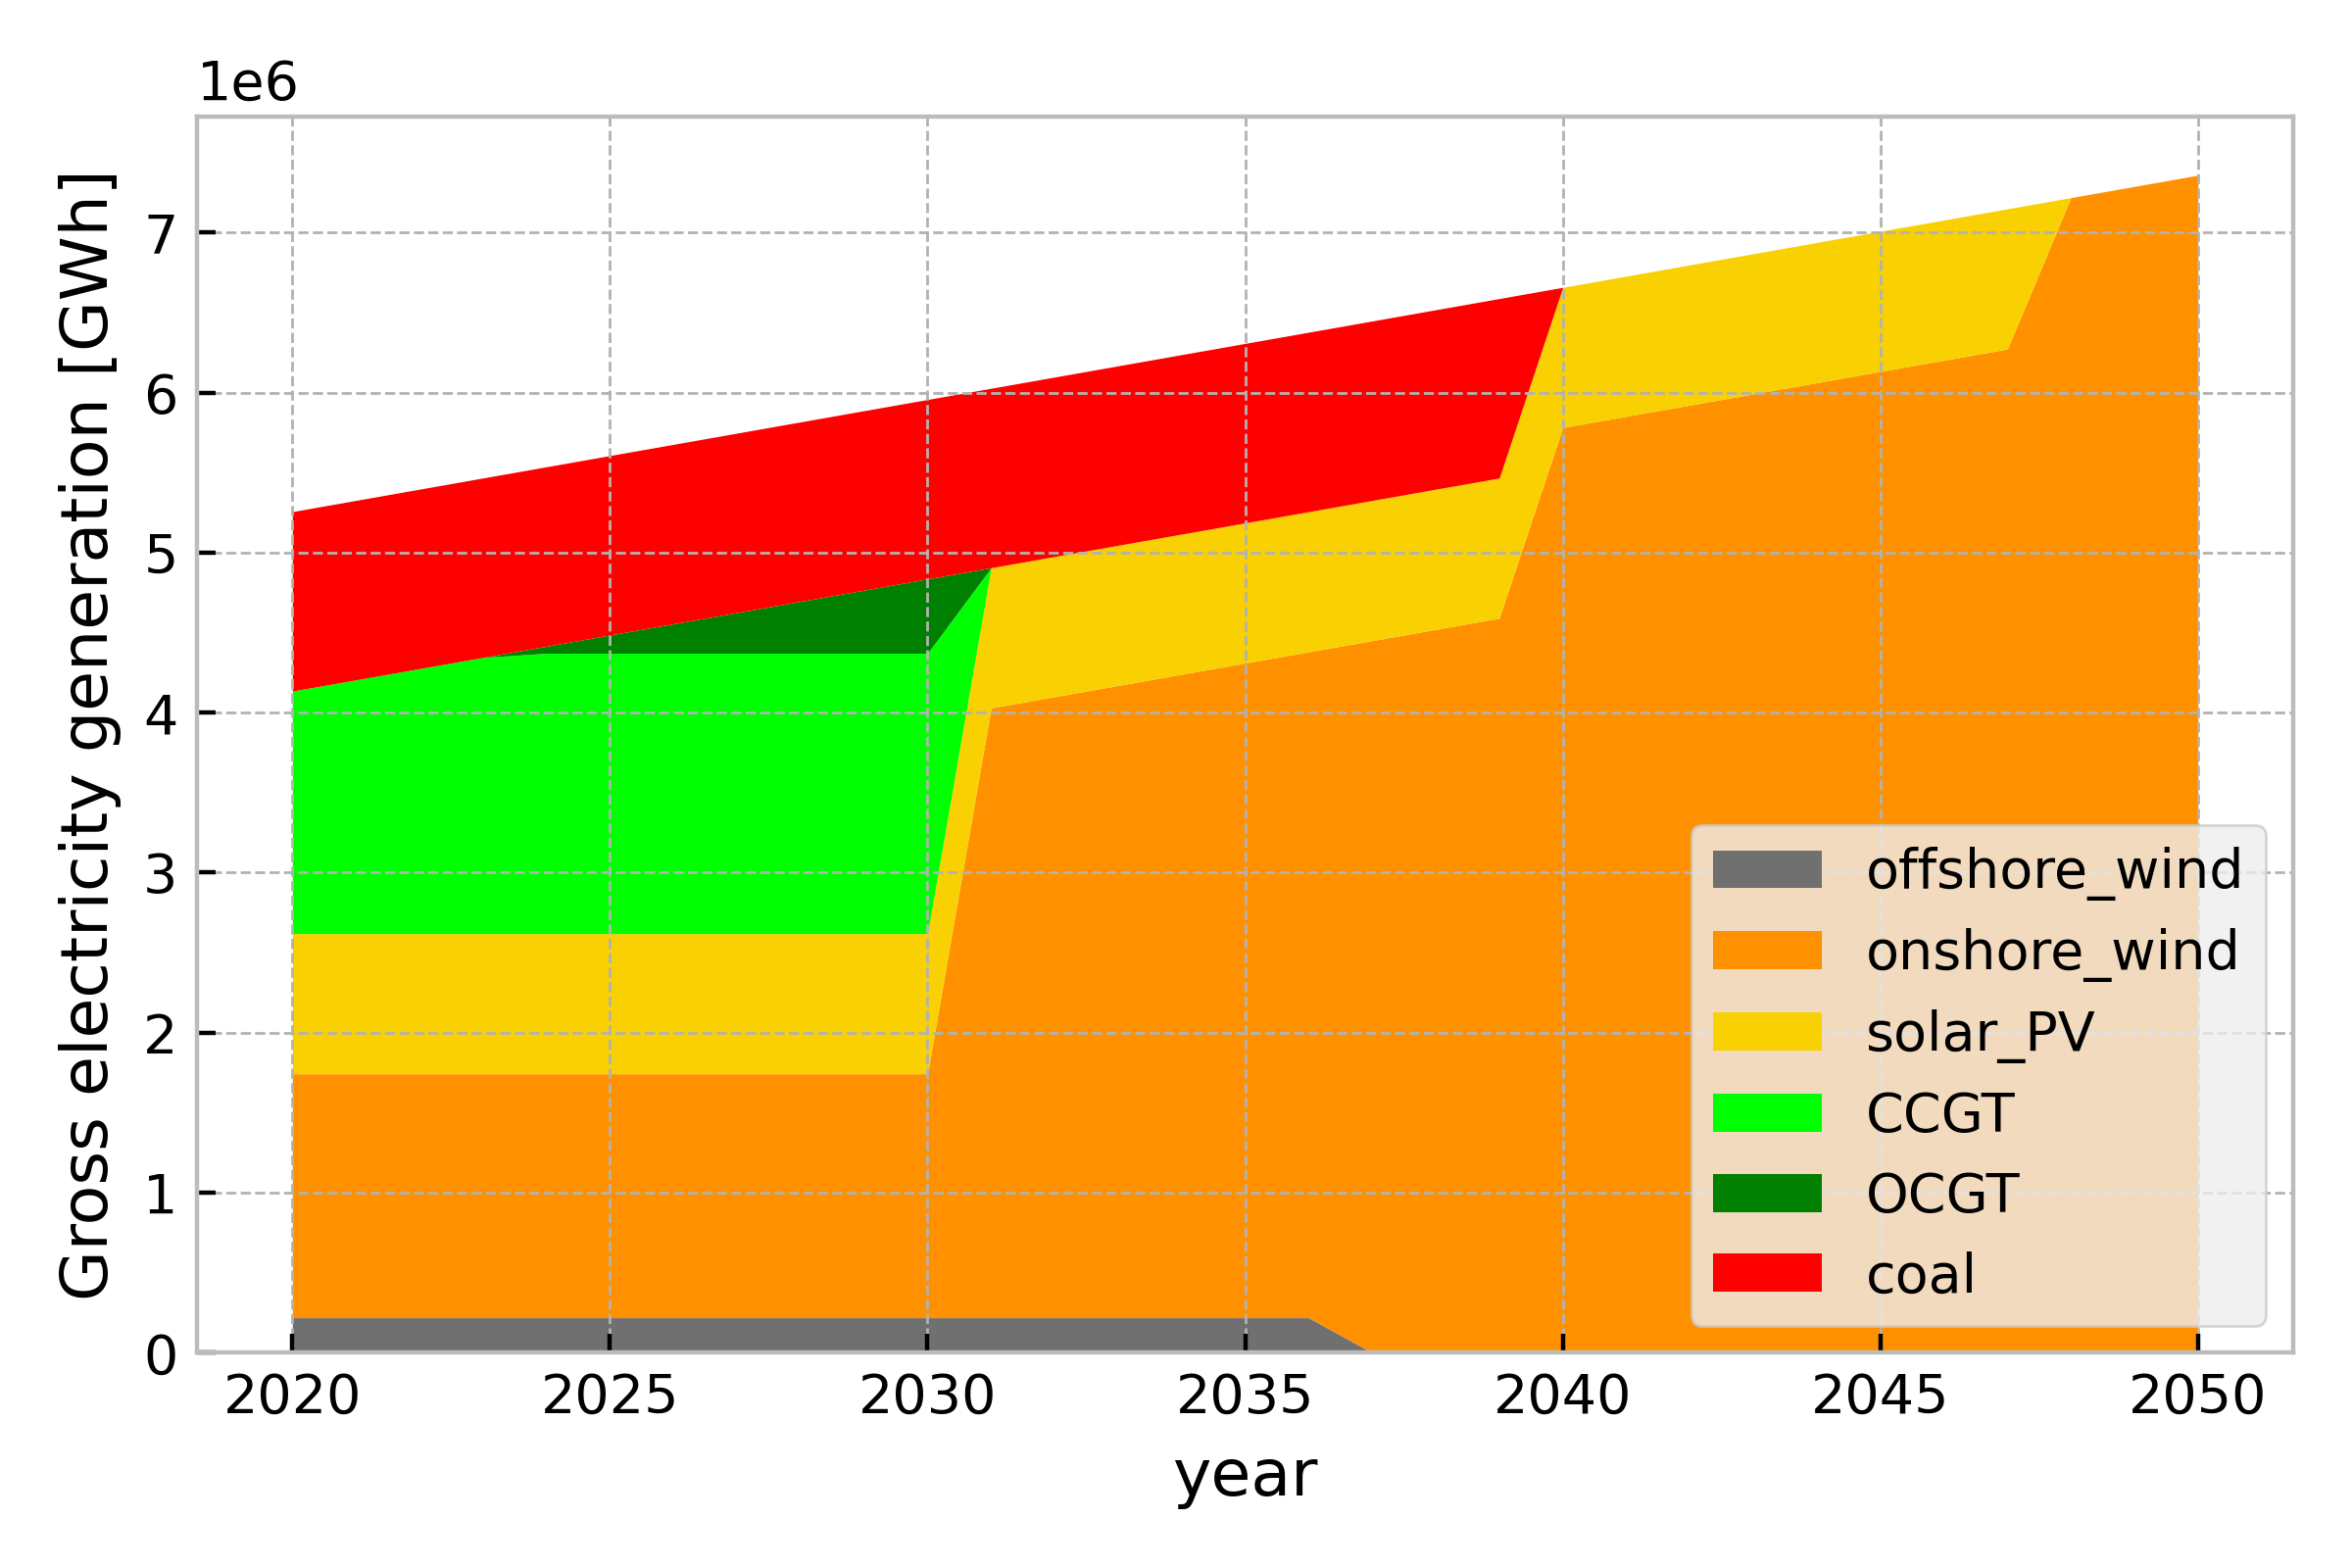 1e6
Gross electricity generation [GWh]
7
6
5
4
3
2
1
0
2020 2025 2030 2035 2040 2045 2050
year
offshore_wind
onshore_wind
solar_PV
CCGT
OCGT
coal